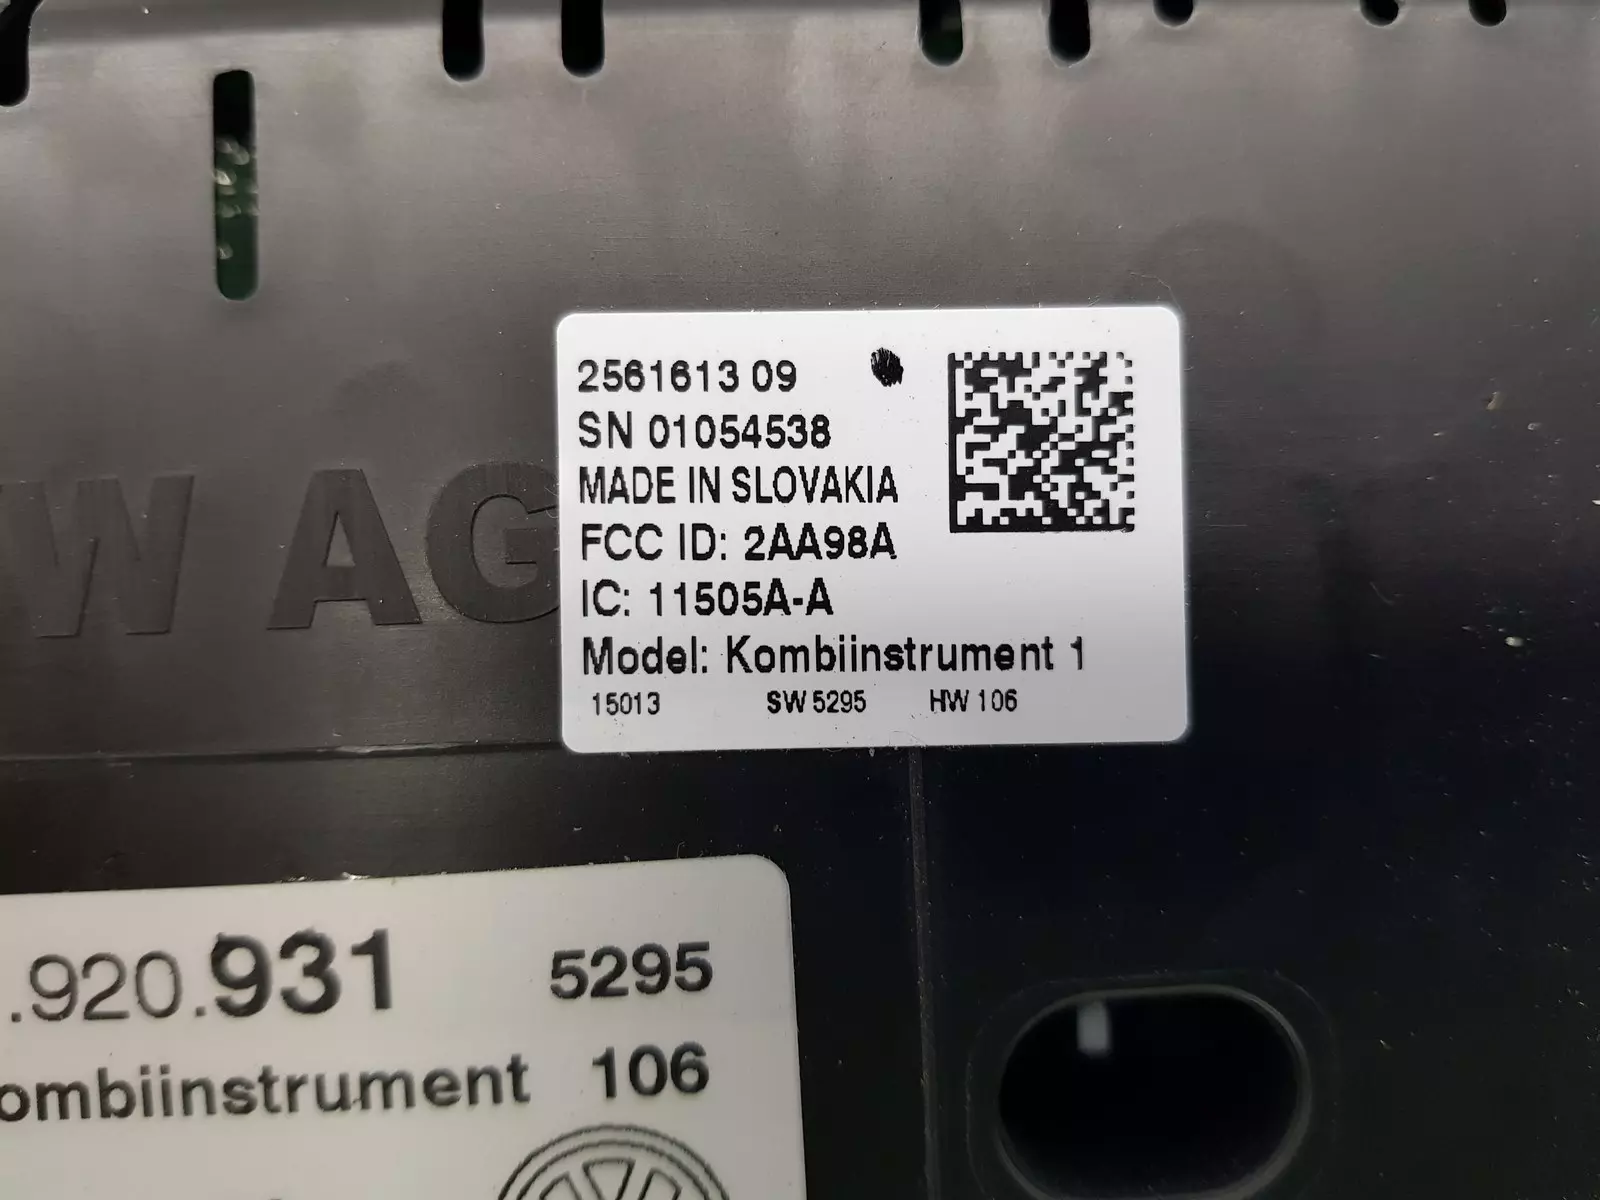 2561613 09
SN 01054538
MADE IN SLOVAKIA
FCC ID: 2AA98A
IC: 11505A-A
Model: Kombiinstrument 1
15013 SW 5295 HW 106
W AG
.920.931 5295
ombiinstrument 106